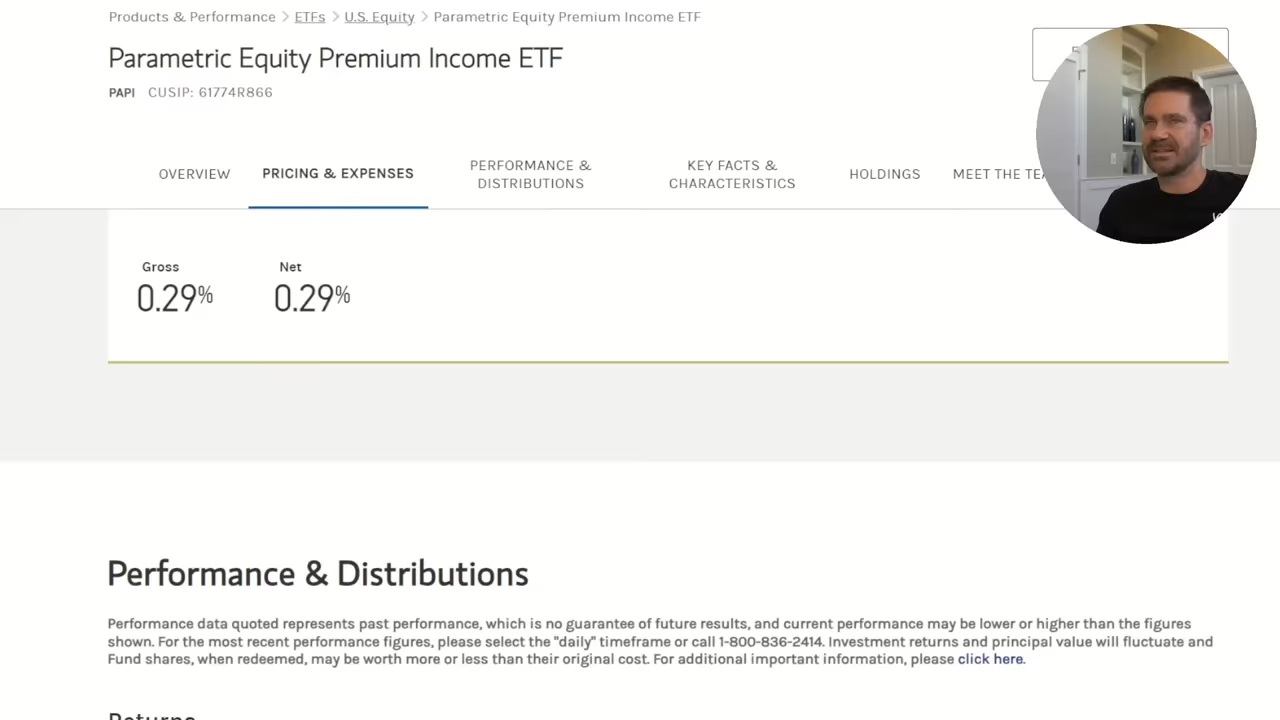 Products & Performance > ETFs > U.S. Equity > Parametric Equity Premium Income ETF
Parametric Equity Premium Income ETF
PAPI CUSIP: 61774R866
OVERVIEW
PRICING & EXPENSES
PERFORMANCE &
DISTRIBUTIONS
KEY FACTS &
CHARACTERISTICS
HOLDINGS
MEET THE
Gross
0.29%
Net
0.29%
Performance & Distributions
Performance data quoted represents past performance, which is no guarantee of future results, and current performance may be lower or higher than the figures
shown. For the most recent performance figures, please select the "daily" timeframe or call 1-800-836-2414. Investment returns and principal value will fluctuate and
Fund shares, when redeemed, may be worth more or less than their original cost. For additional important information, please click here.
Returns